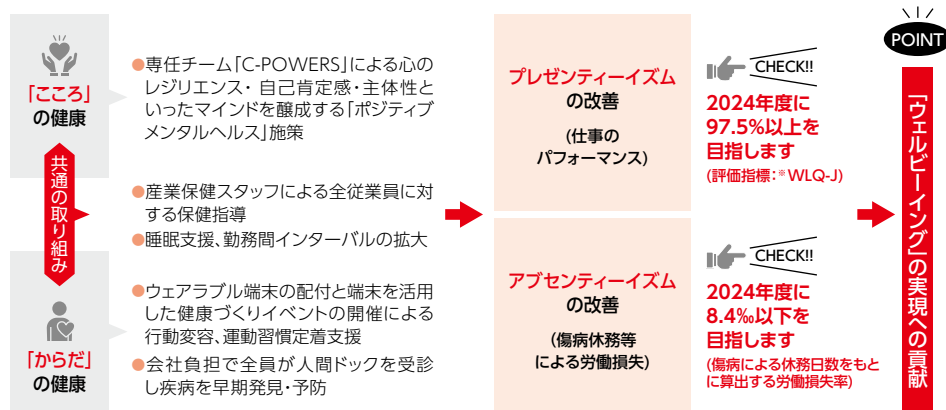 「こころ」
の健康
共通の取り組み
「からだ」
の健康
●専任チーム「C-POWERS」による心の
レジリエンス・ 自己肯定感・主体性と
いったマインドを醸成する「ポジティブ
メンタルヘルス」施策
●産業保健スタッフによる全従業員に対
する保健指導
●睡眠支援、勤務間インターバルの拡大
●ウェアラブル端末の配付と端末を活用
した健康づくりイベントの開催による
行動変容、運動習慣定着支援
●会社負担で全員が人間ドックを受診
し疾病を早期発見・予防
プレゼンティーイズム
の改善
(仕事の
パフォーマンス)
CHECK!!
2024年度に
97.5%以上を
目指します
(評価指標:※WLQ-J)
アブセンティーイズム
の改善
(傷病休務等
による労働損失)
CHECK!!
2024年度に
8.4‰以下を
目指します
(傷病による休務日数をもと
に算出する労働損失率)
POINT
「ウェルビーイング」の実現への貢献